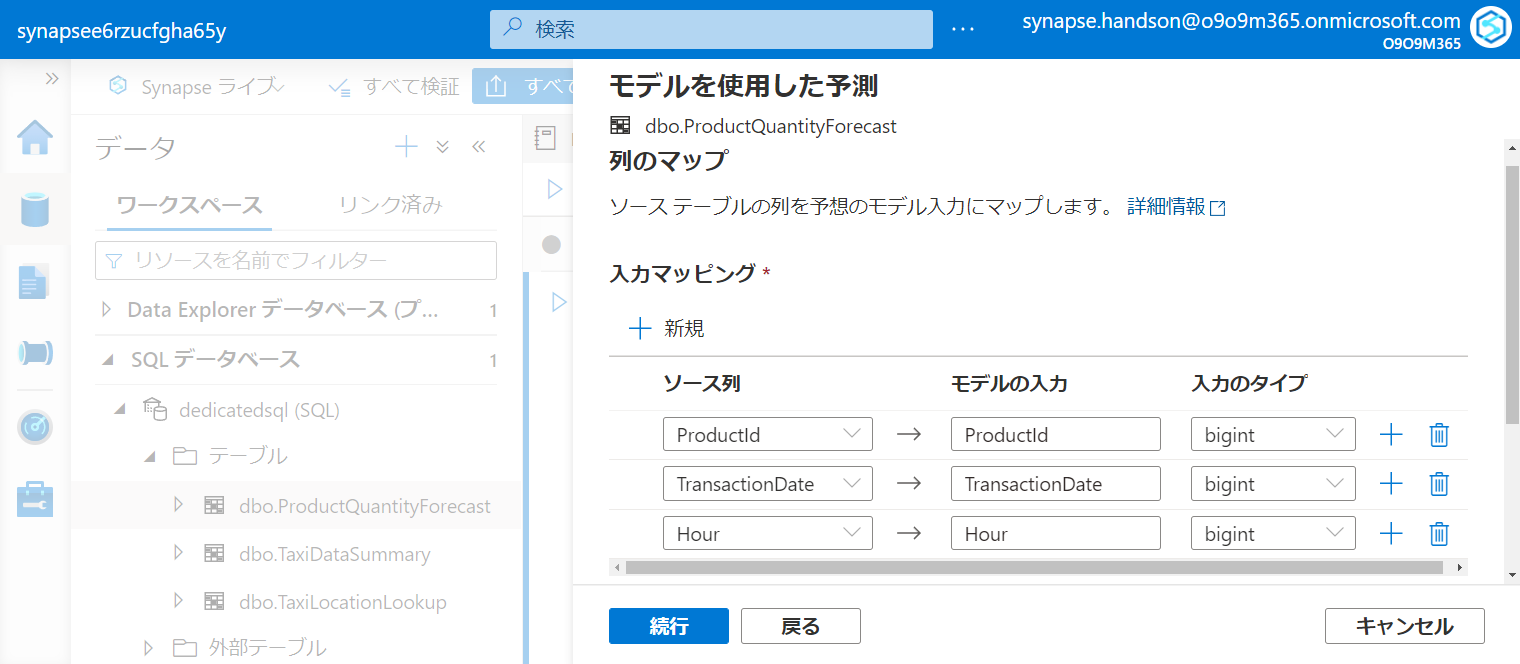 synapsee6rzucfgha65y
検索
synapse.handson@o9o9m365.onmicrosoft.com
O9O9M365
Synapse ライブ
すべて検証
すべて
データ
ワークスペース
リンク済み
リソースを名前でフィルター
Data Explorer データベース (プ... 1
SQL データベース 1
dedicatedsql (SQL)
テーブル
dbo.ProductQuantityForecast
dbo.TaxiDataSummary
dbo.TaxiLocationLookup
外部テーブル
モデルを使用した予測
dbo.ProductQuantityForecast
列のマップ
ソース テーブルの列を予想のモデル入力にマップします。 詳細情報
入力マッピング *
新規
ソース列 モデルの入力 入力のタイプ
ProductId → ProductId bigint
TransactionDate → TransactionDate bigint
Hour → Hour bigint
続行 戻る キャンセル